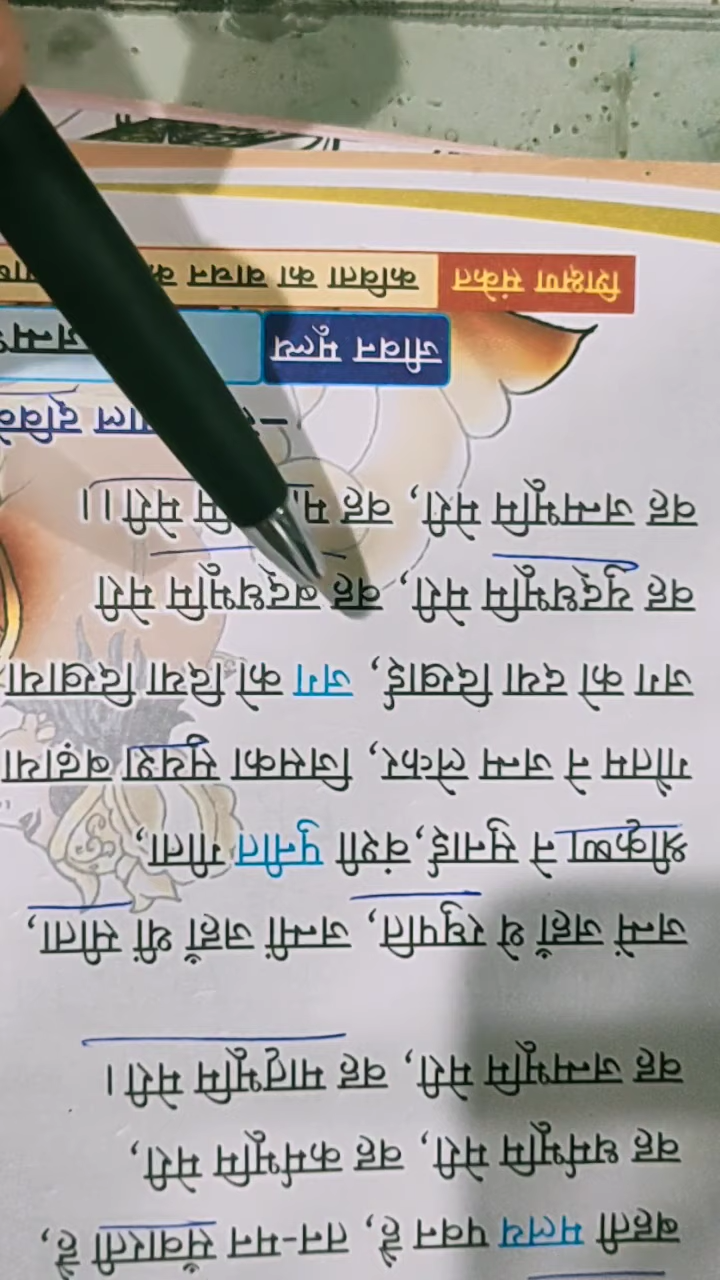 बहती मलय पवन है, तन-मन सँवारती है,
वह धर्मभूमि मेरी, वह कर्मभूमि मेरी,
वह जन्मभूमि मेरी, वह मातृभूमि मेरी।
जन्में जहाँ थे रघुपति, जन्मीं जहाँ थीं सीता,
श्रीकृष्ण ने सुनाई, वंशी पुनीत गीता,
गौतम ने जन्म लेकर, जिसका सुयश बढ़ाया
जग को दया दिखाई, जग को दिया दिखाया
वह युद्धभूमि मेरी, वह बुद्धभूमि मेरी
वह जन्मभूमि मेरी, वह मेरी।।
जीवन मूल्य
शिक्षण संकेत कविता का वाचन